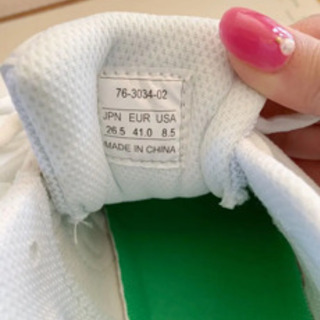 76-3034-02
JPN EUR USA
26.5 41.0 8.5
MADE IN CHINA